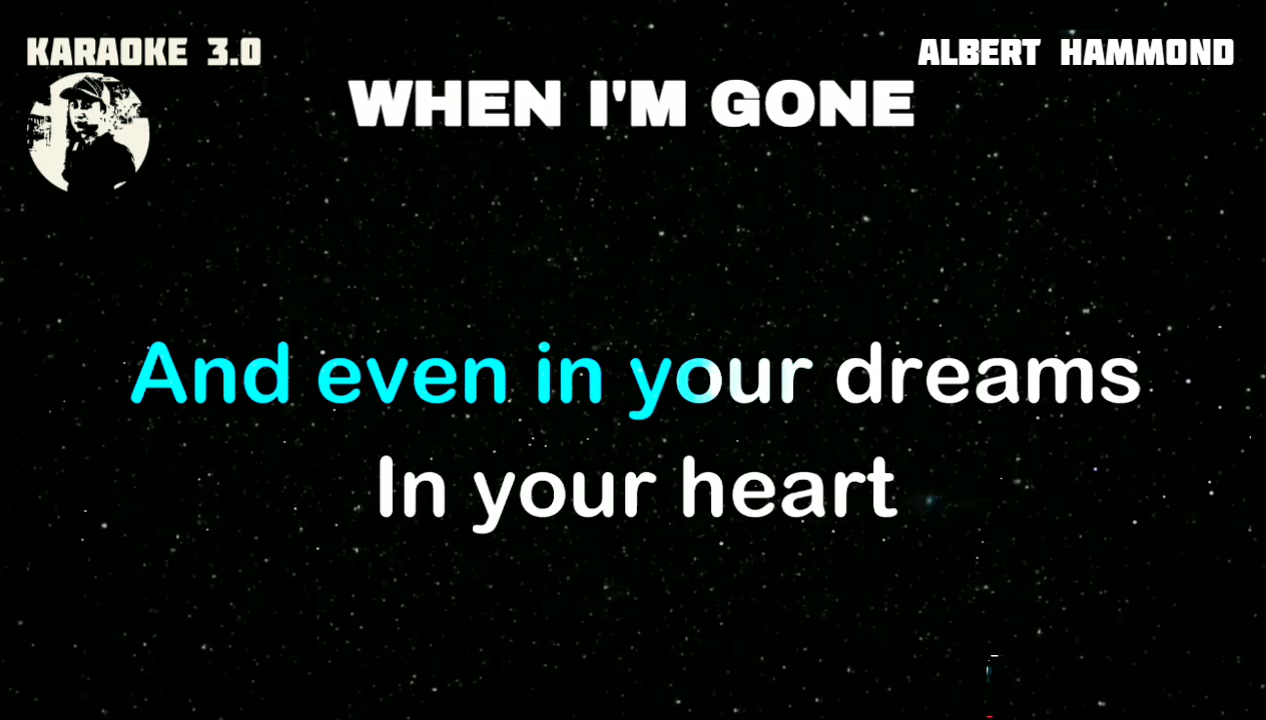 KARAOKE 3.0
ALBERT HAMMOND
WHEN I'M GONE
And even in your dreams
In your heart